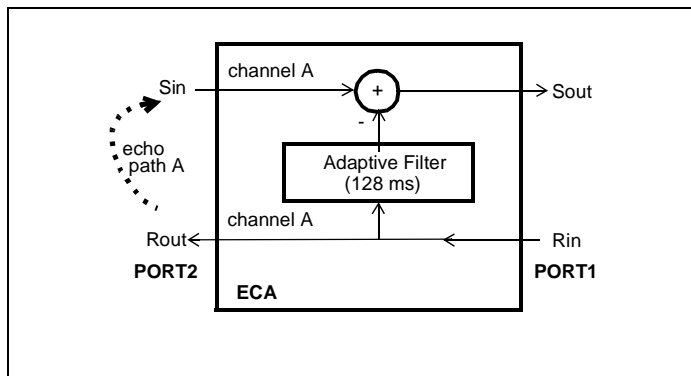 channel A
Sin
+
Sout
-
echo
path A
Adaptive Filter
(128 ms)
channel A
Rout
Rin
PORT2
PORT1
ECA